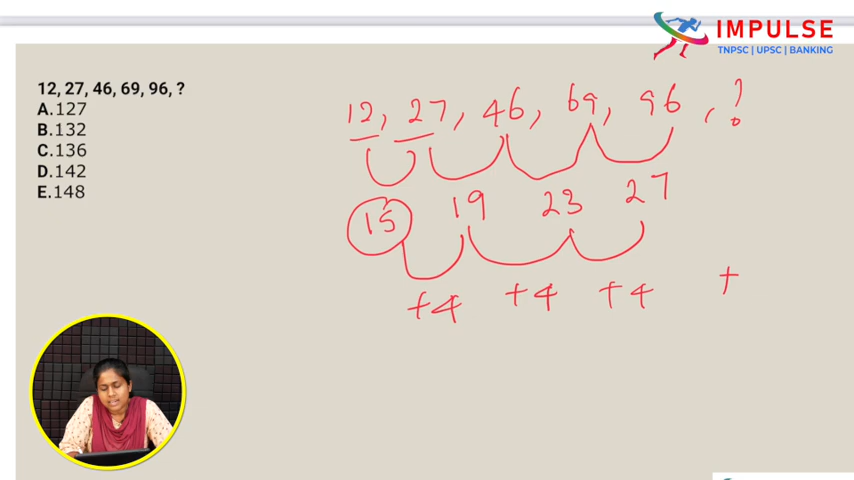 IMPULSE
TNPSC | UPSC | BANKING
12, 27, 46, 69, 96, ?
A.127
B.132
C.136
D.142
E.148
12, 27, 46, 69, 96, ?
15 19 23 27
+4 +4 +4 +